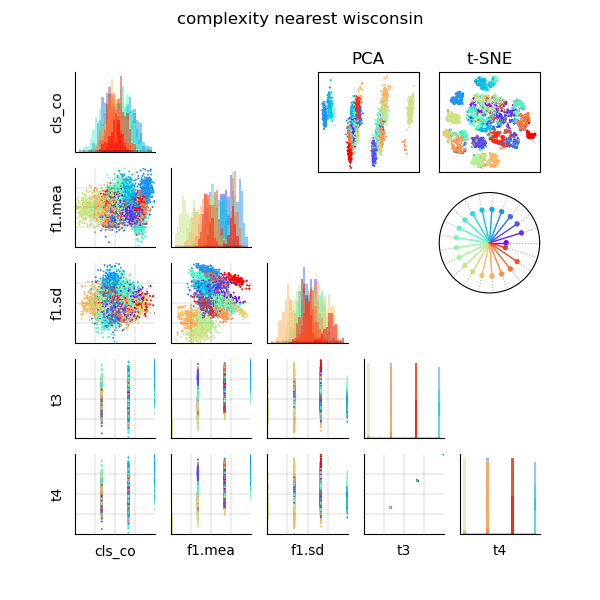 complexity nearest wisconsin
PCA
t-SNE
cls_co
f1.mea
f1.sd
t3
t4
cls_co
f1.mea
f1.sd
t3
t4